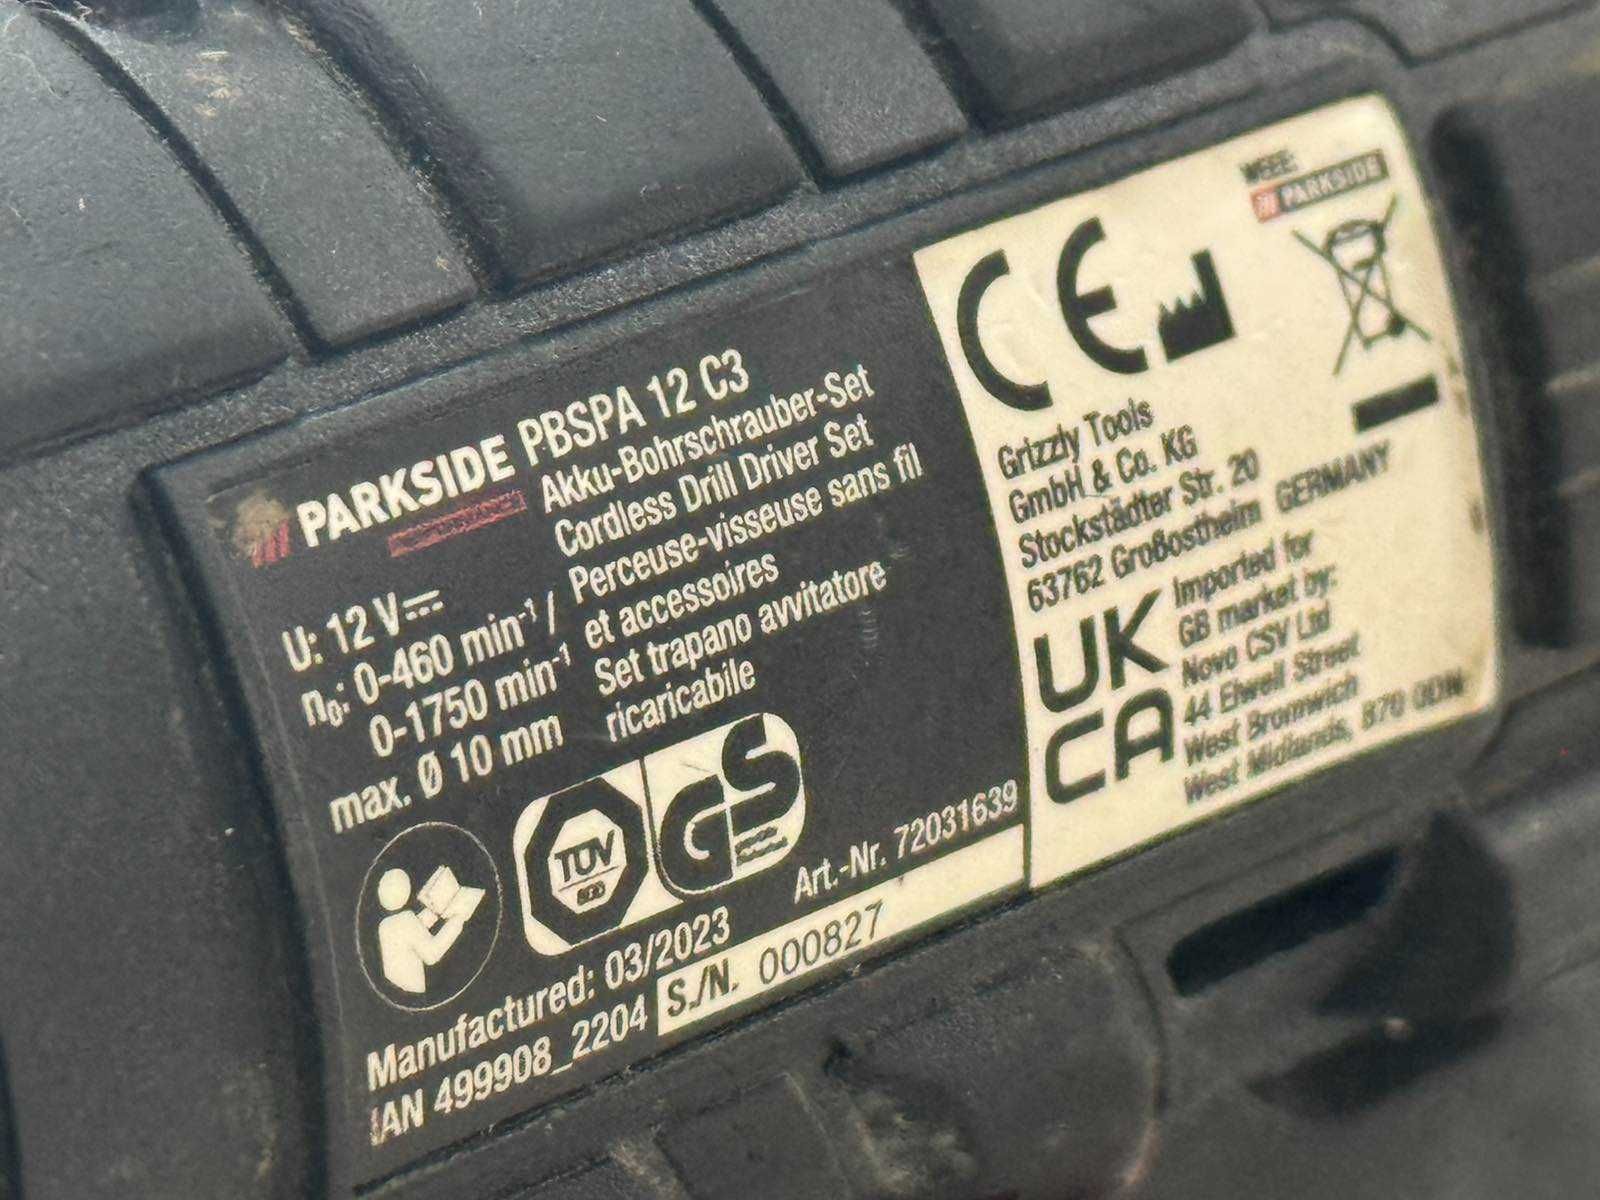 PARKSIDE PBSPA 12 C3
PERFORMANCE
Akku-Bohrschrauber-Set
Cordless Drill Driver Set
Perceuse-visseuse sans fil
et accessoires
Set trapano avvitatore
ricaricabile
U: 12 V
n₀: 0-460 min⁻¹ /
0-1750 min⁻¹
max. Ø 10 mm
TÜV
GS
Art.-Nr. 72031639
Manufactured: 03/2023
IAN 499908_2204
S./N. 000827
CE
WEEE:
PARKSIDE
Grizzly Tools
GmbH & Co. KG
Stockstädter Str. 20
63762 Großostheim GERMANY
UK
CA
Imported for
GB market by:
Novo CSV Ltd
44 Elwell Street
West Bromwich
West Midlands, B70 0DN